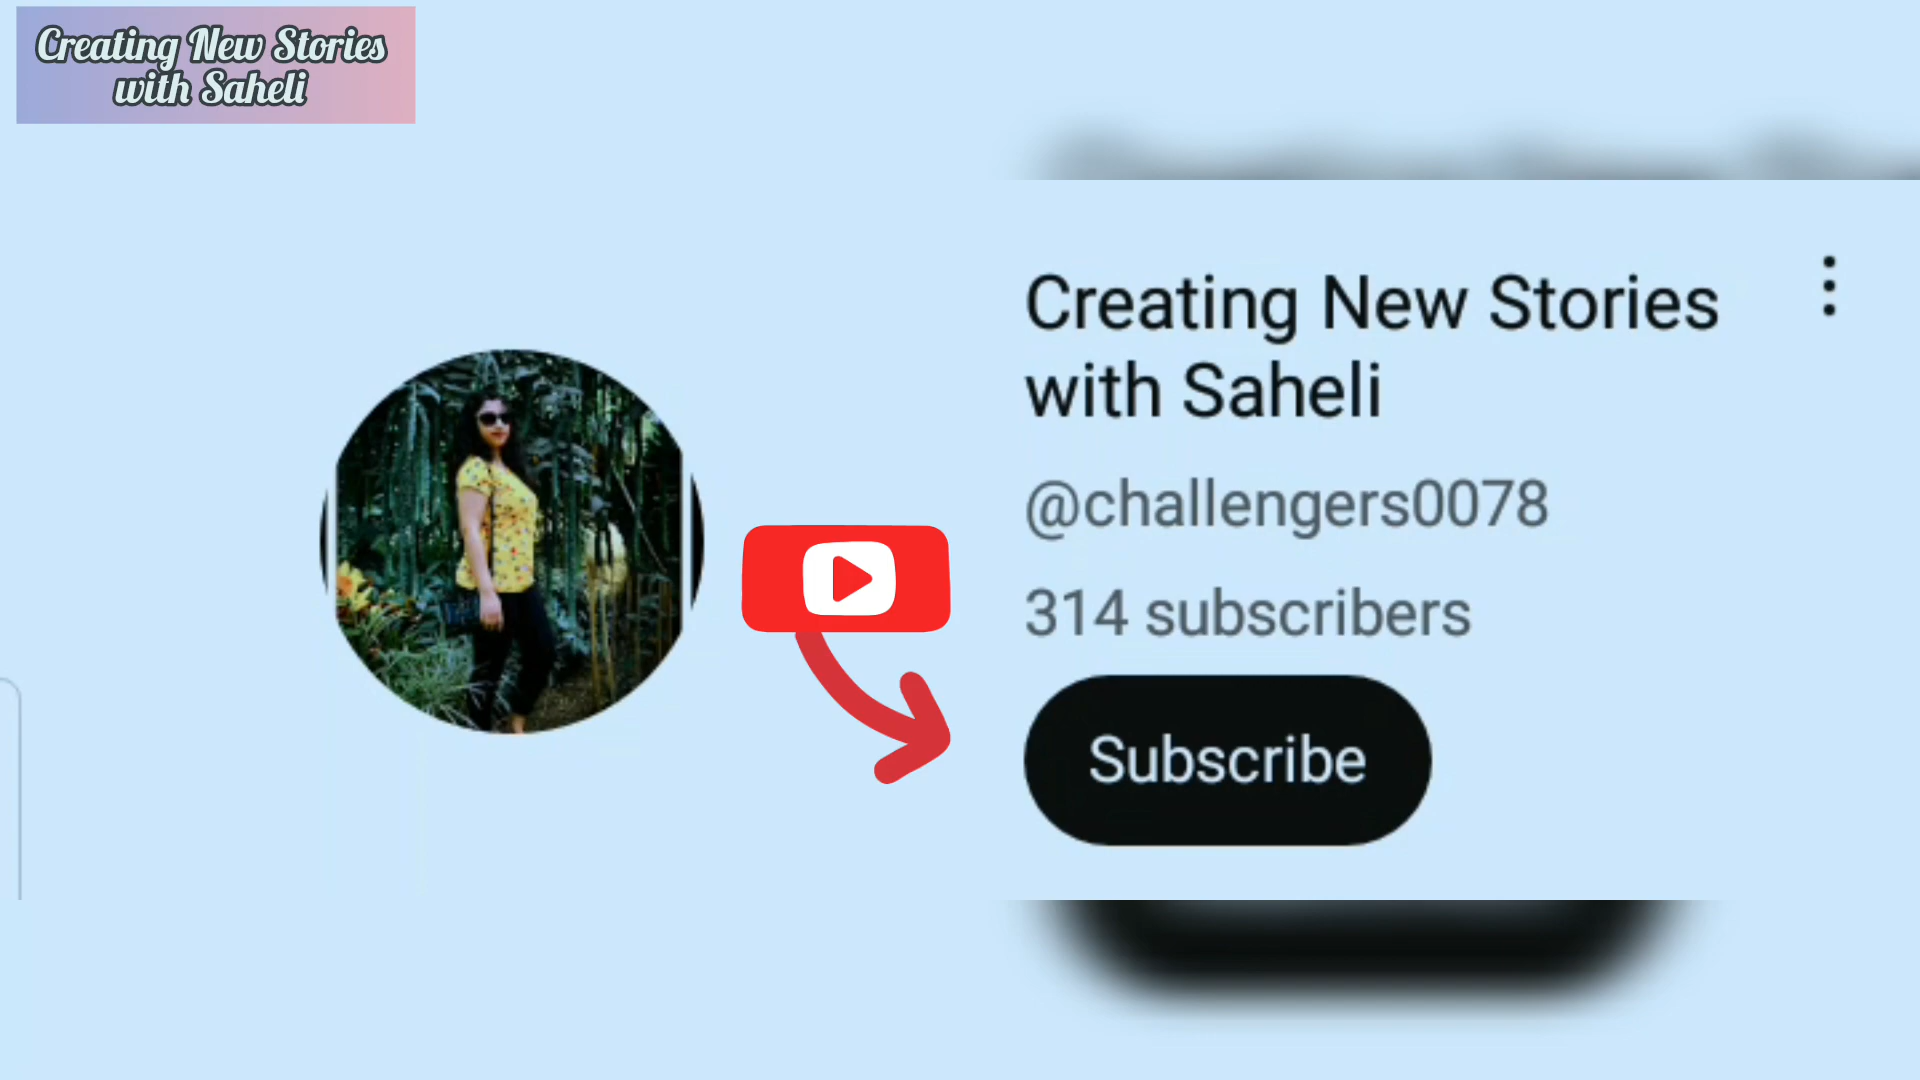 Creating New Stories
with Saheli
Creating New Stories
with Saheli
@challengers0078
314 subscribers
Subscribe